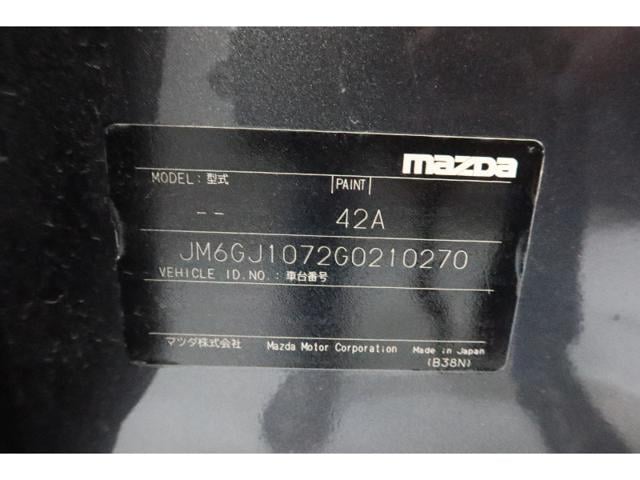 mazda
MODEL:型式 |PAINT|
-- 42A
JM6GJ1072G0210270
VEHICLE ID.NO.:車台番号
マツダ株式会社 Mazda Motor Corporation Made in Japan
(B38N)